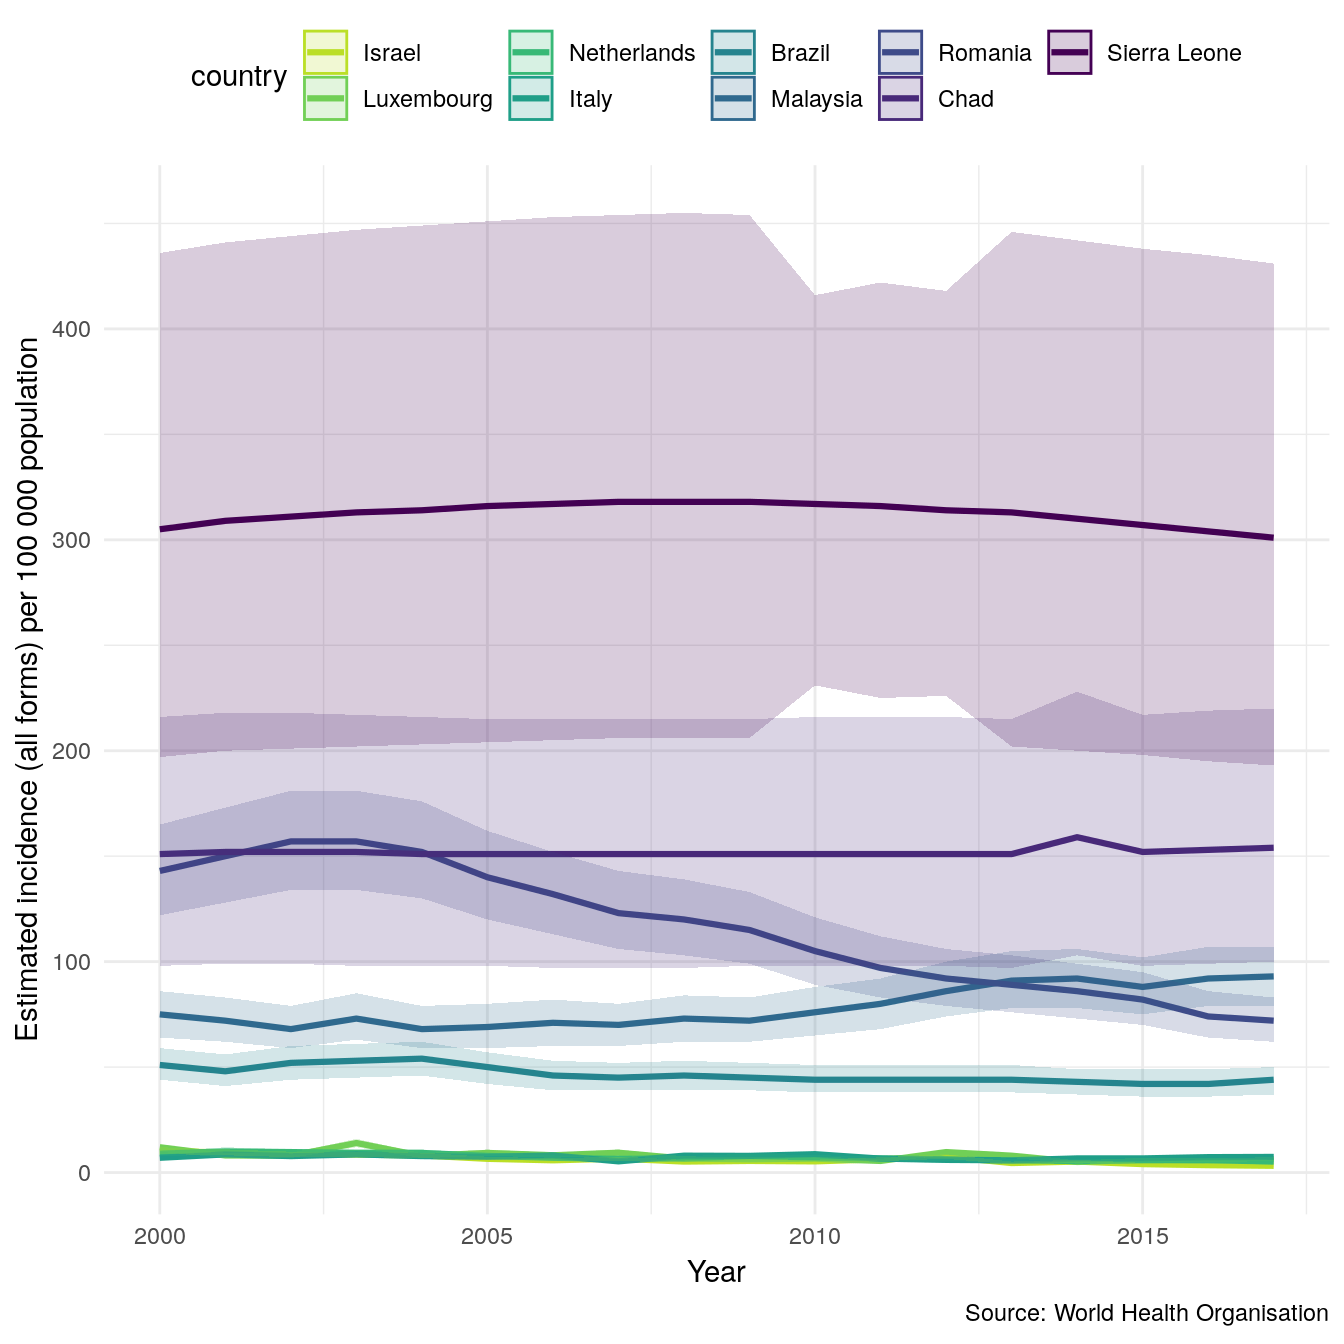 country
Israel
Netherlands
Brazil
Romania
Sierra Leone
Luxembourg
Italy
Malaysia
Chad
Estimated incidence (all forms) per 100 000 population
400
300
200
100
0
2000
2005
2010
2015
Year
Source: World Health Organisation